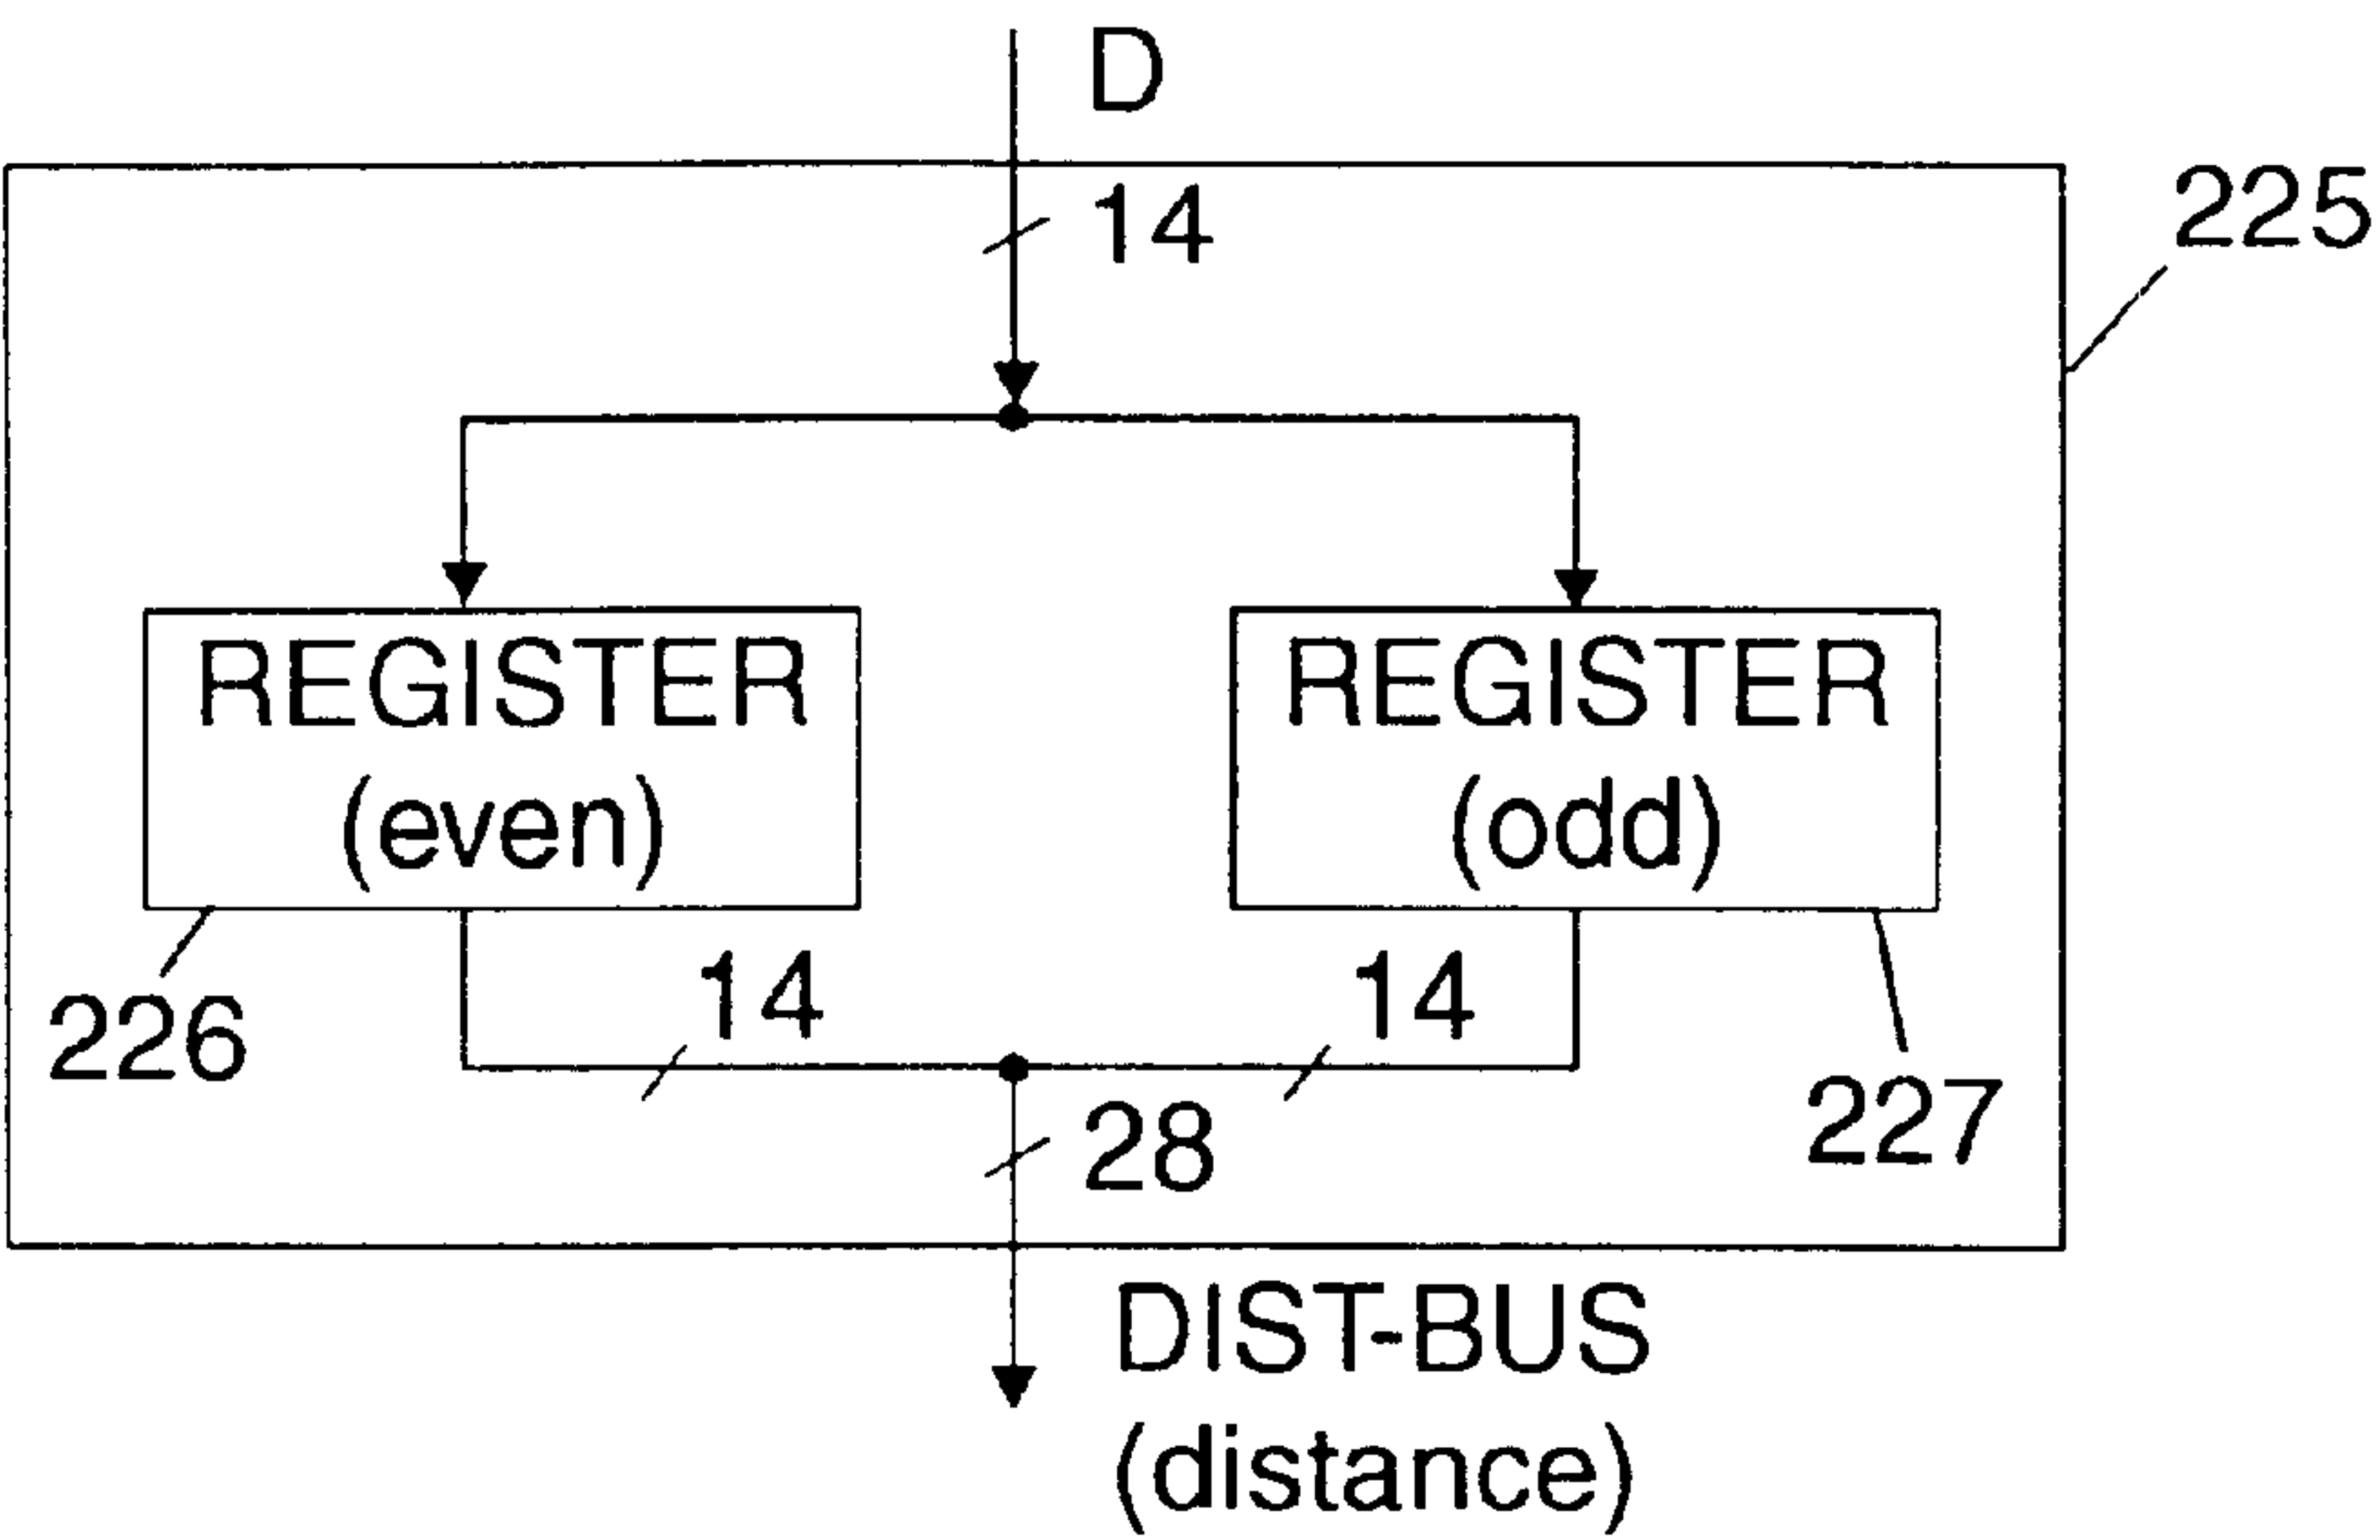 D
14
225
REGISTER
(even)
REGISTER
(odd)
14
14
226
227
28
DIST-BUS
(distance)